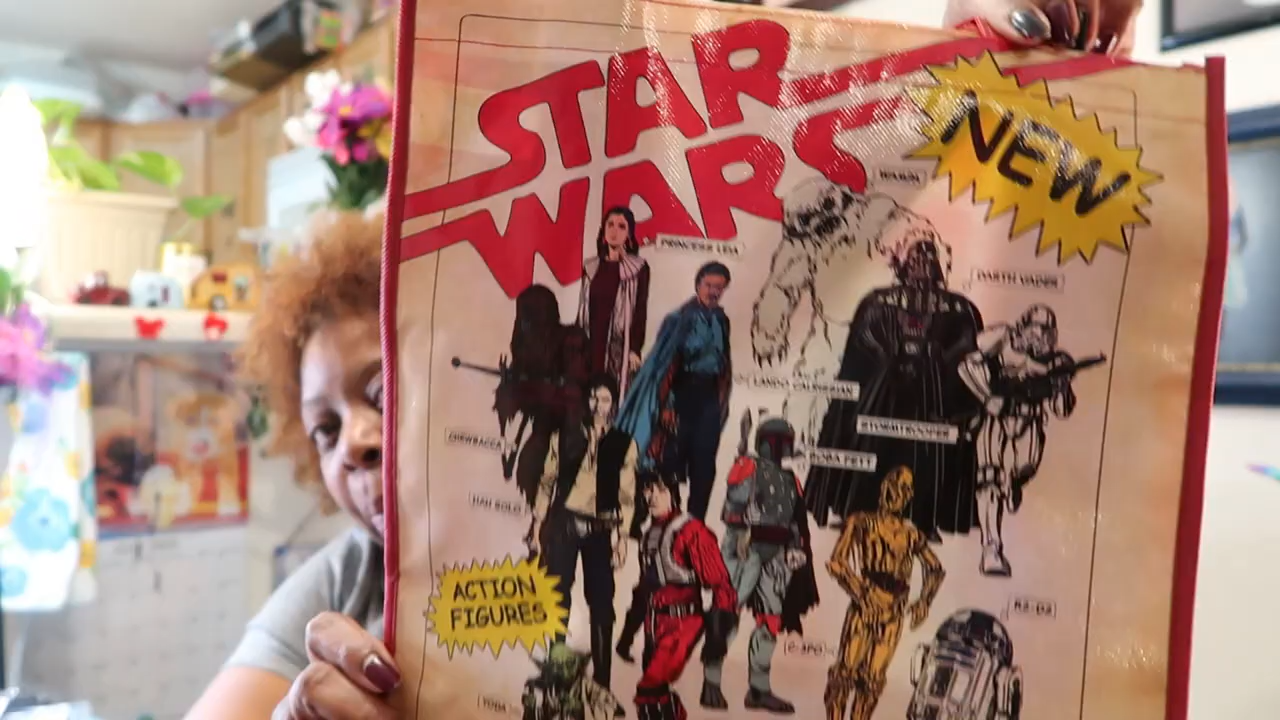 STAR
WARS
NEW
WAMPA
PRINCESS LEIA
DARTH VADER
LANDO CALRISSIAN
STORMTROOPER
CHEWBACCA
BOBA FETT
HAN SOLO
ACTION
FIGURES
R2-D2
C-3PO
YODA